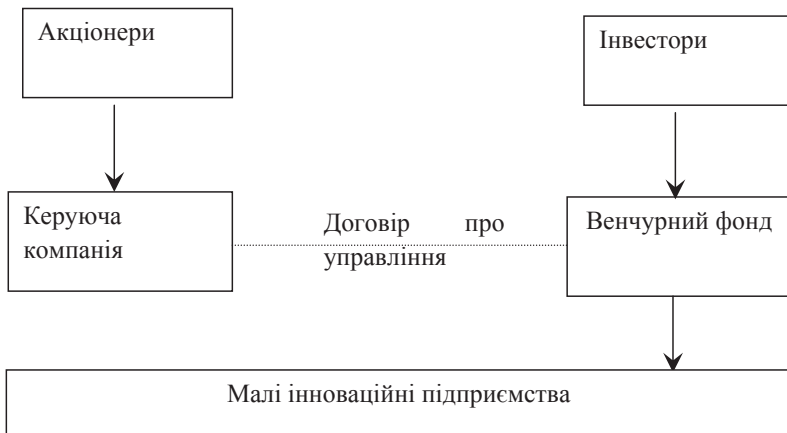 Акціонери
Інвестори
Керуюча
компанія
Договір про
управління
Венчурний фонд
Малі інноваційні підприємства